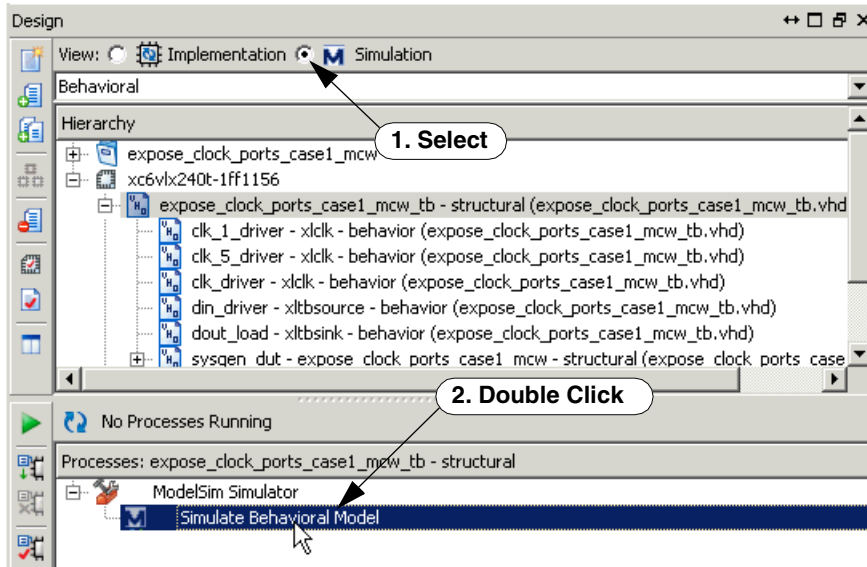 Design
View: Implementation Simulation
Behavioral
Hierarchy
1. Select
expose_clock_ports_case1_mcw
xc6vlx240t-1ff1156
expose_clock_ports_case1_mcw_tb - structural (expose_clock_ports_case1_mcw_tb.vhd
clk_1_driver - xlclk - behavior (expose_clock_ports_case1_mcw_tb.vhd)
clk_5_driver - xlclk - behavior (expose_clock_ports_case1_mcw_tb.vhd)
clk_driver - xlclk - behavior (expose_clock_ports_case1_mcw_tb.vhd)
din_driver - xltbsource - behavior (expose_clock_ports_case1_mcw_tb.vhd)
dout_load - xltbsink - behavior (expose_clock_ports_case1_mcw_tb.vhd)
sysgen_dut - expose_clock_ports_case1_mcw - structural (expose_clock_ports_case
2. Double Click
No Processes Running
Processes: expose_clock_ports_case1_mcw_tb - structural
ModelSim Simulator
Simulate Behavioral Model